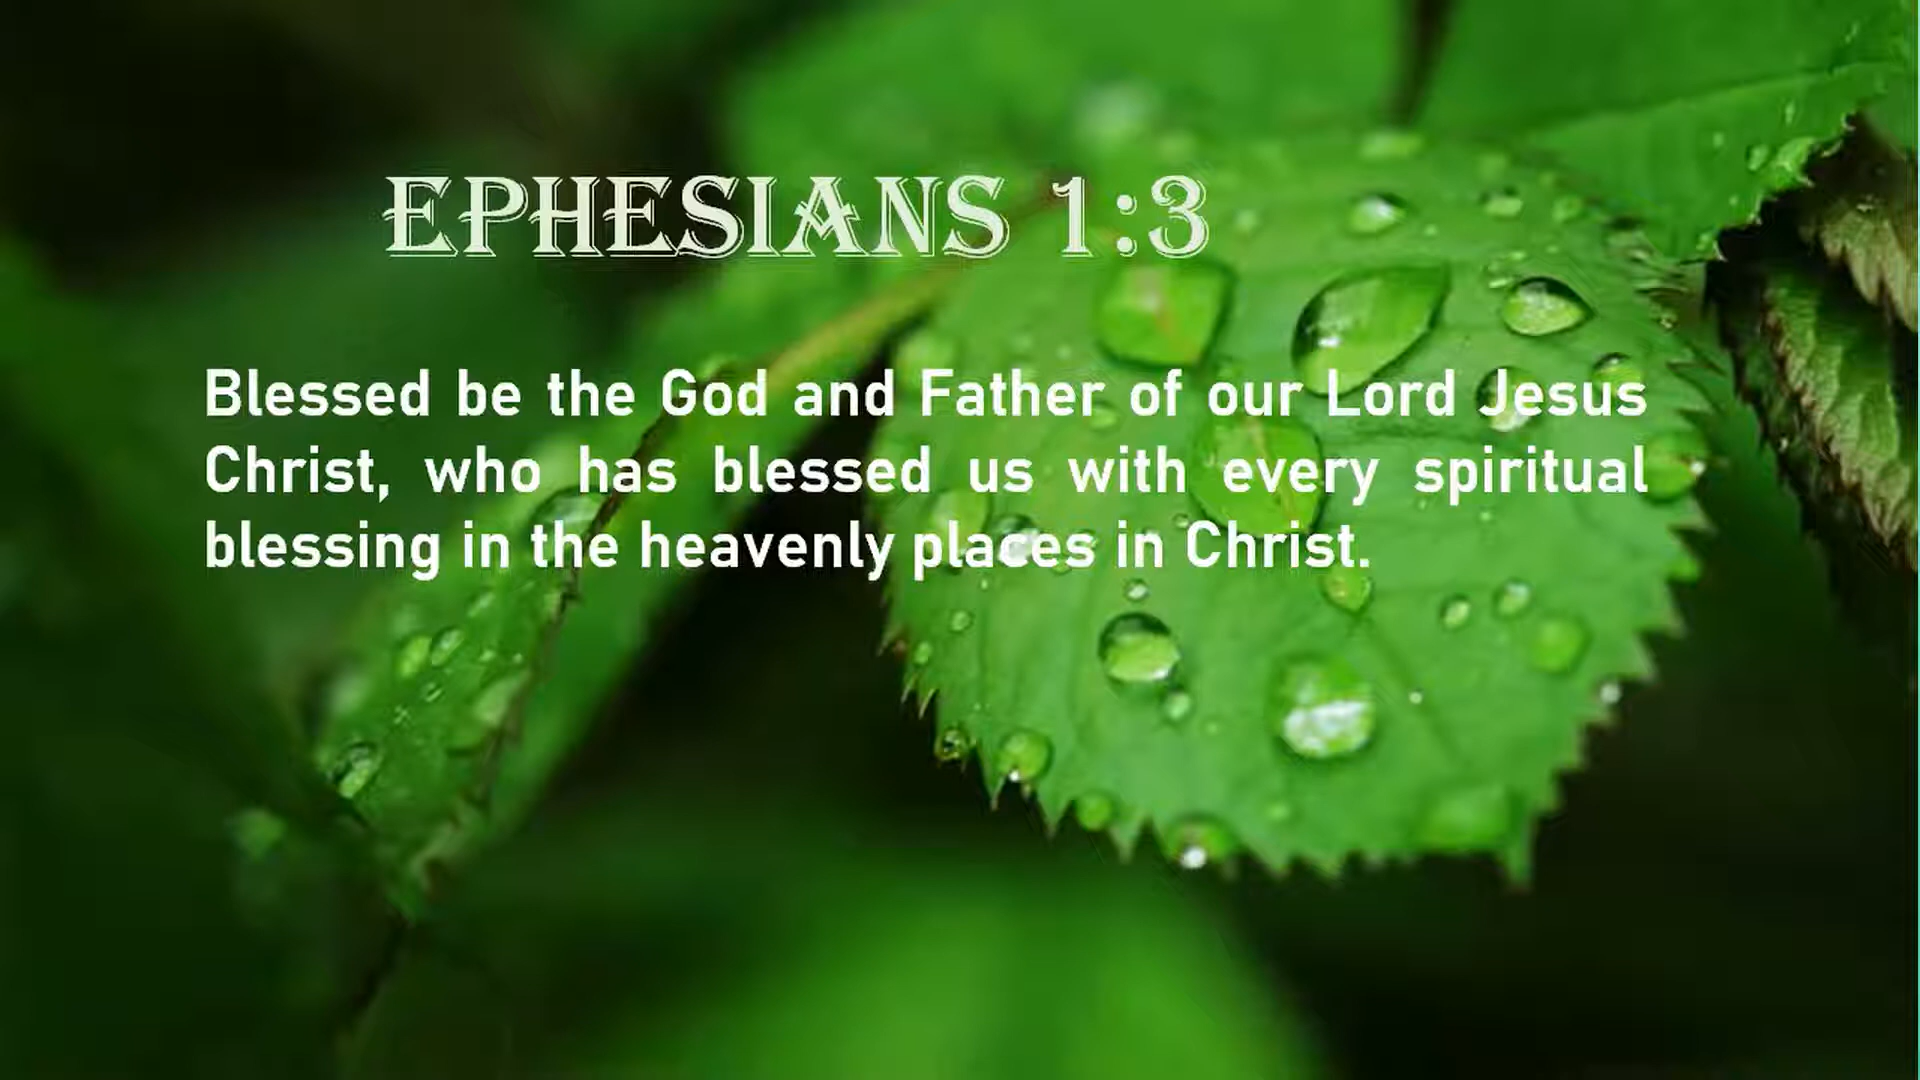 EPHESIANS 1:3
Blessed be the God and Father of our Lord Jesus
Christ, who has blessed us with every spiritual
blessing in the heavenly places in Christ.